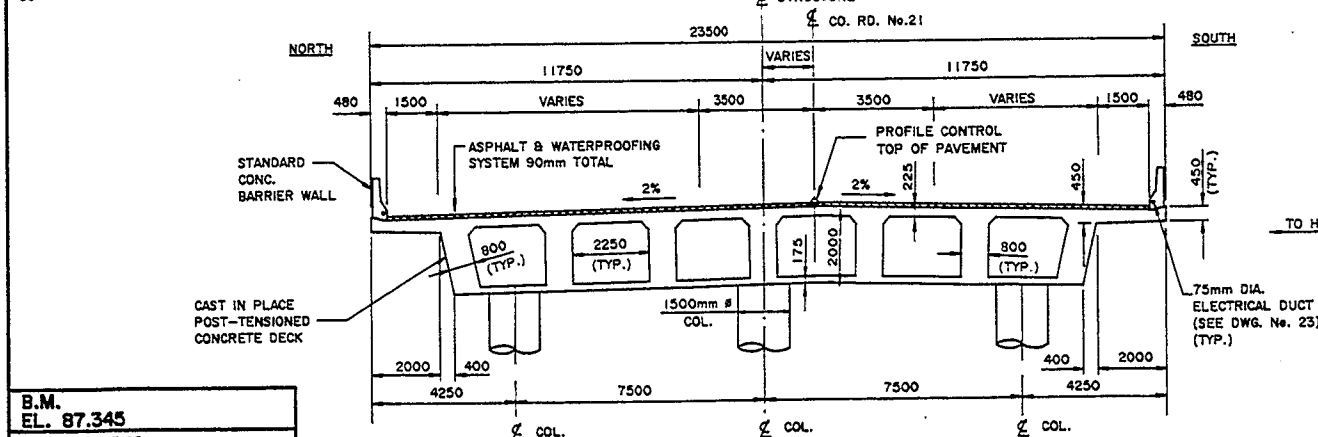 ℄ CO. RD. No.21
23500
NORTH
SOUTH
VARIES
11750
11750
480
1500
VARIES
3500
3500
VARIES
1500
480
STANDARD
CONC.
BARRIER WALL
ASPHALT & WATERPROOFING
SYSTEM 90mm TOTAL
PROFILE CONTROL
TOP OF PAVEMENT
2%
2%
225
450
450
(TYP.)
TO H
800
(TYP.)
2250
(TYP.)
175
2000
800
(TYP.)
CAST IN PLACE
POST-TENSIONED
CONCRETE DECK
1500mm ø
COL.
75mm DIA.
ELECTRICAL DUCT
(SEE DWG. No. 23)
(TYP.)
2000
400
400
2000
4250
7500
7500
4250
℄ COL.
℄ COL.
℄ COL.
B.M.
EL. 87.345